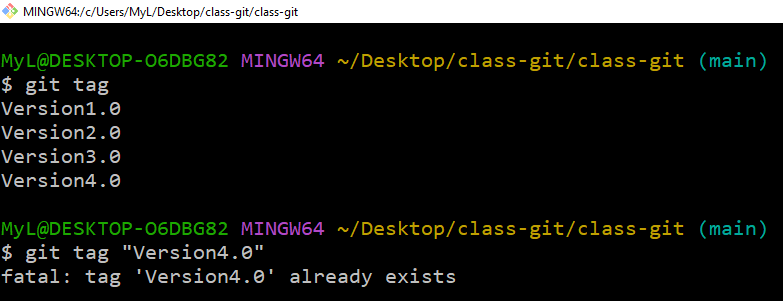 MINGW64:/c/Users/MyL/Desktop/class-git/class-git
MyL@DESKTOP-O6DBG82 MINGW64 ~/Desktop/class-git/class-git (main)
$ git tag
Version1.0
Version2.0
Version3.0
Version4.0
MyL@DESKTOP-O6DBG82 MINGW64 ~/Desktop/class-git/class-git (main)
$ git tag "Version4.0"
fatal: tag 'Version4.0' already exists